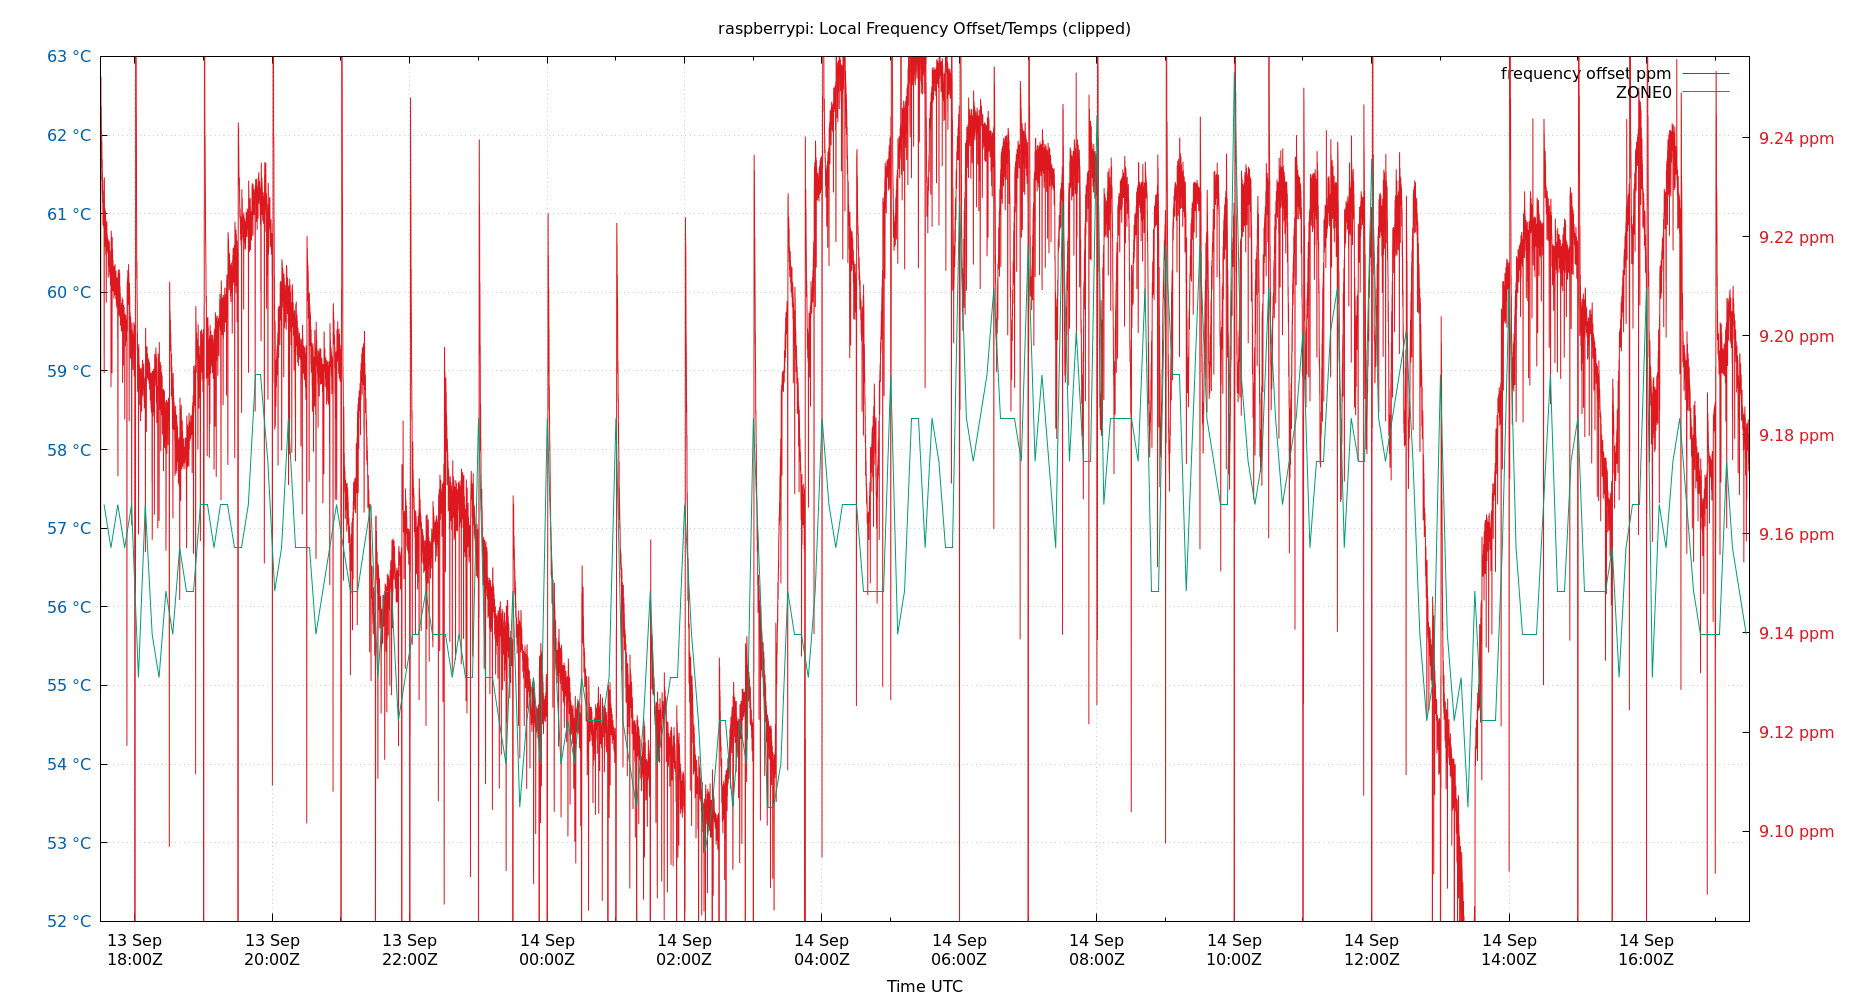 raspberrypi: Local Frequency Offset/Temps (clipped)
frequency offset ppm
ZONE0
63 °C
62 °C
61 °C
60 °C
59 °C
58 °C
57 °C
56 °C
55 °C
54 °C
53 °C
52 °C
9.24 ppm
9.22 ppm
9.20 ppm
9.18 ppm
9.16 ppm
9.14 ppm
9.12 ppm
9.10 ppm
13 Sep 13 Sep 13 Sep 14 Sep 14 Sep 14 Sep 14 Sep 14 Sep 14 Sep 14 Sep 14 Sep 14 Sep
18:00Z 20:00Z 22:00Z 00:00Z 02:00Z 04:00Z 06:00Z 08:00Z 10:00Z 12:00Z 14:00Z 16:00Z
Time UTC